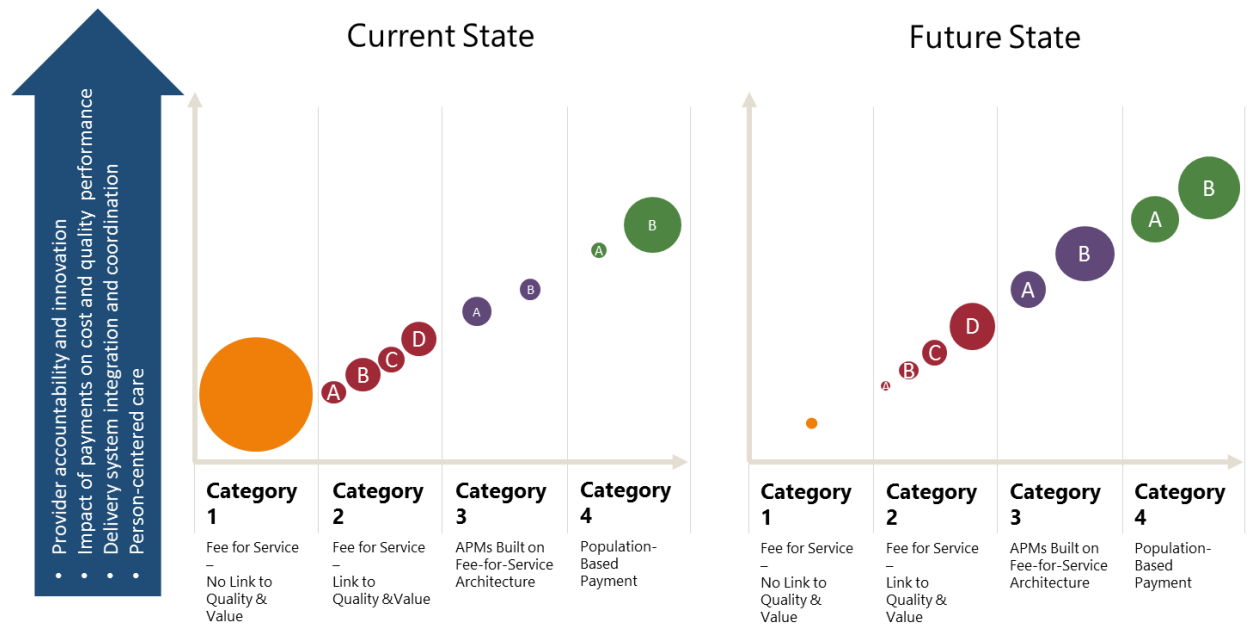 Current State
Future State
• Provider accountability and innovation
• Impact of payments on cost and quality performance
• Delivery system integration and coordination
• Person-centered care
A
B
C
D
A
B
A
B
Category
1
Fee for Service
–
No Link to
Quality &
Value
Category
2
Fee for Service
–
Link to
Quality &Value
Category
3
APMs Built on
Fee-for-Service
Architecture
Category
4
Population-
Based
Payment
A
B
C
D
A
B
A
B
Category
1
Fee for Service
–
No Link to
Quality &
Value
Category
2
Fee for Service
–
Link to
Quality &
Value
Category
3
APMs Built on
Fee-for-Service
Architecture
Category
4
Population-
Based
Payment